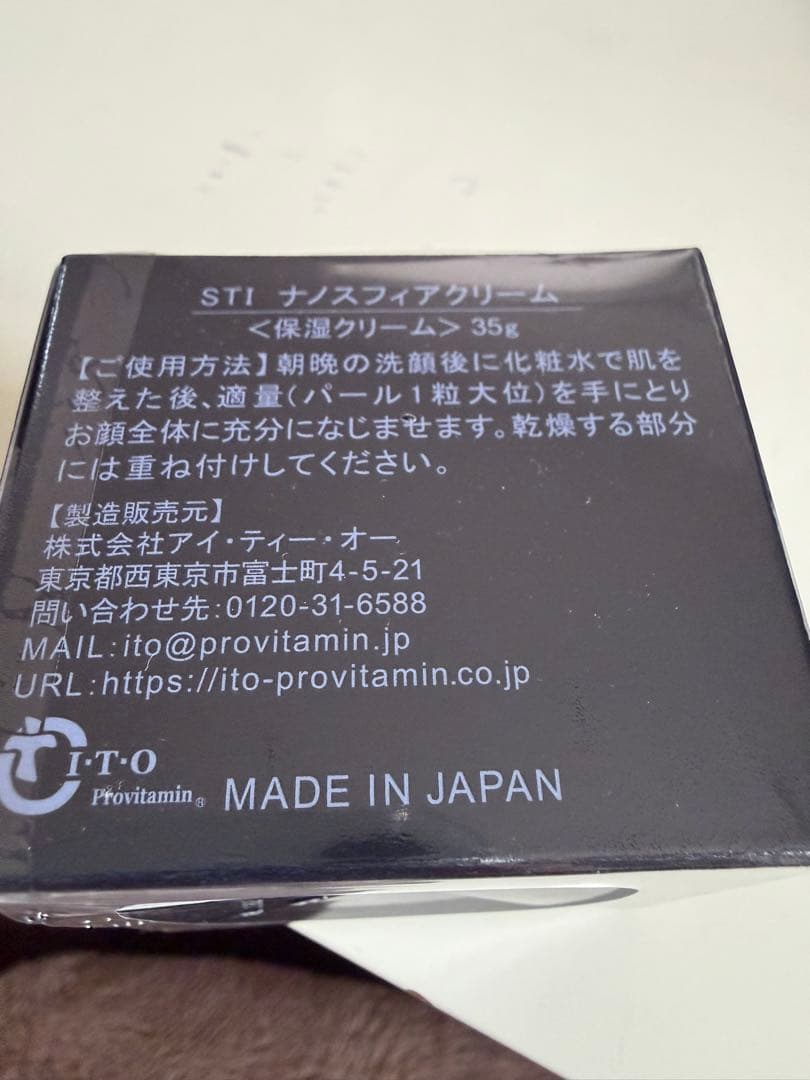 STI ナノスフィアクリーム
＜保湿クリーム＞ 35g
【ご使用方法】朝晩の洗顔後に化粧水で肌を
整えた後、適量(パール1粒大位)を手にとり
お顔全体に充分になじませます。乾燥する部分
には重ね付けしてください。
【製造販売元】
株式会社アイ・ティー・オー
東京都西東京市富士町4-5-21
問い合わせ先:0120-31-6588
MAIL:ito@provitamin.jp
URL:https://ito-provitamin.co.jp
I·T·O
Provitamin®
MADE IN JAPAN